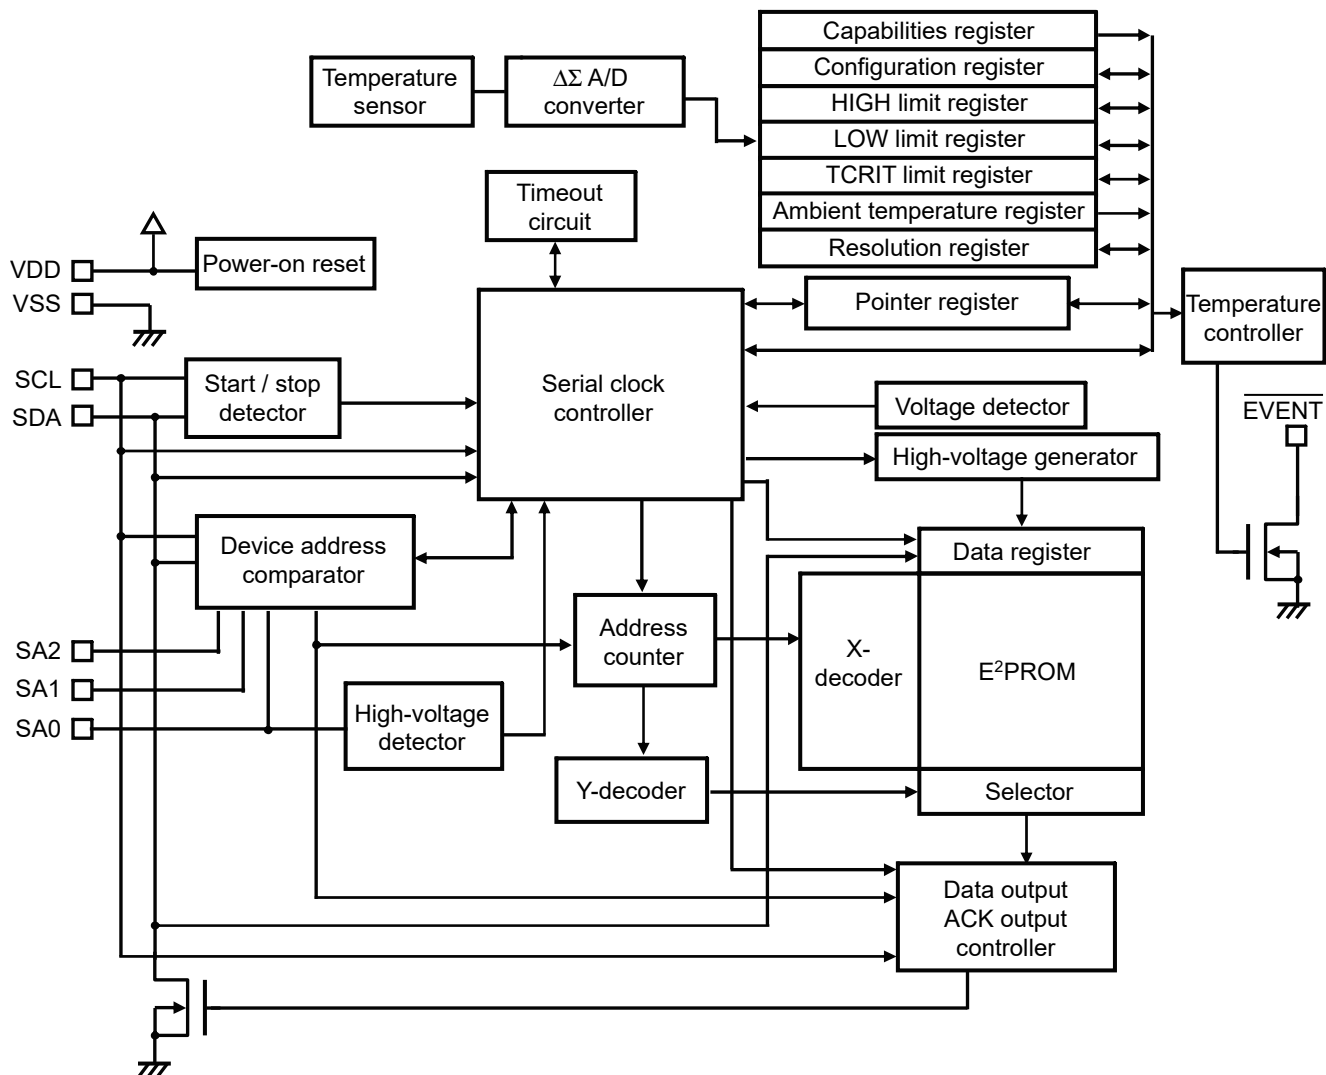 Capabilities register
Configuration register
HIGH limit register
LOW limit register
TCRIT limit register
Ambient temperature register
Resolution register
Temperature
sensor
ΔΣ A/D
converter
Timeout
circuit
VDD
Power-on reset
VSS
Pointer register
Temperature
controller
SCL
SDA
Start / stop
detector
Serial clock
controller
Voltage detector
EVENT
High-voltage generator
Device address
comparator
Data register
Address
counter
X-
decoder
E²PROM
SA2
SA1
SA0
High-voltage
detector
Y-decoder
Selector
Data output
ACK output
controller